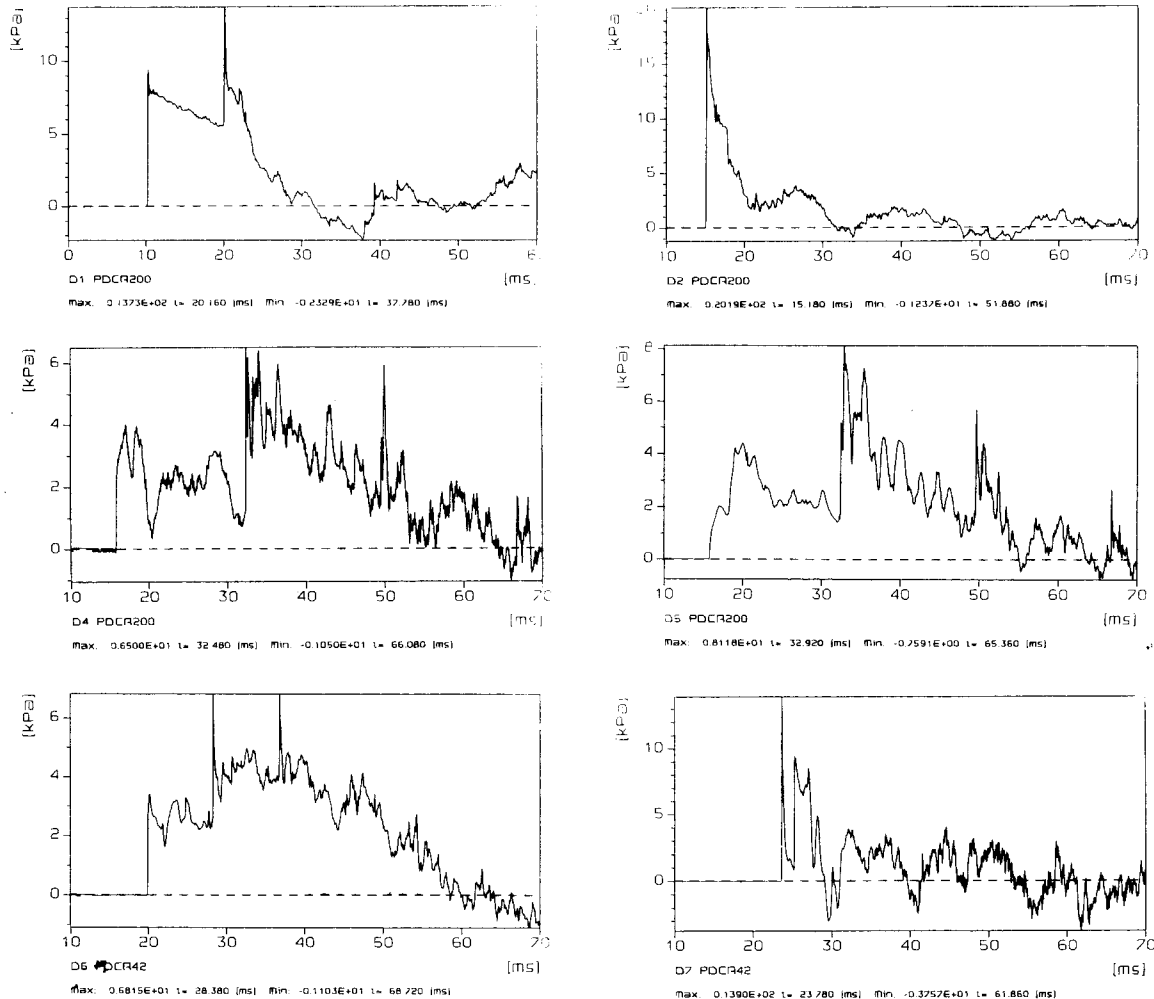 [kPa]
10
5
0
0 10 20 30 40 50
[ms]
D1 PDCR200
Max: 0.1373E+02 t= 20.160 [ms] Min: -0.2329E+01 t= 37.780 [ms]
[kPa]
15
10
5
0
10 20 30 40 50 60 70
[ms]
D2 PDCR200
Max: 0.2019E+02 t= 15.180 [ms] Min: -0.1237E+01 t= 51.880 [ms]
[kPa]
6
4
2
0
10 20 30 40 50 60 70
[ms]
D4 PDCR200
Max: 0.6500E+01 t= 32.480 [ms] Min: -0.1050E+01 t= 66.080 [ms]
[kPa]
8
6
4
2
0
10 20 30 40 50 60 70
[ms]
D5 PDCR200
Max: 0.8118E+01 t= 32.920 [ms] Min: -0.7591E+00 t= 65.360 [ms]
[kPa]
6
4
2
0
10 20 30 40 50 60 70
[ms]
D6 PDCR42
Max: 0.6815E+01 t= 28.380 [ms] Min: -0.1103E+01 t= 68.720 [ms]
[kPa]
10
5
0
10 20 30 40 50 60 70
[ms]
D7 PDCR42
Max: 0.1390E+02 t= 23.780 [ms] Min: -0.3757E+01 t= 61.860 [ms]